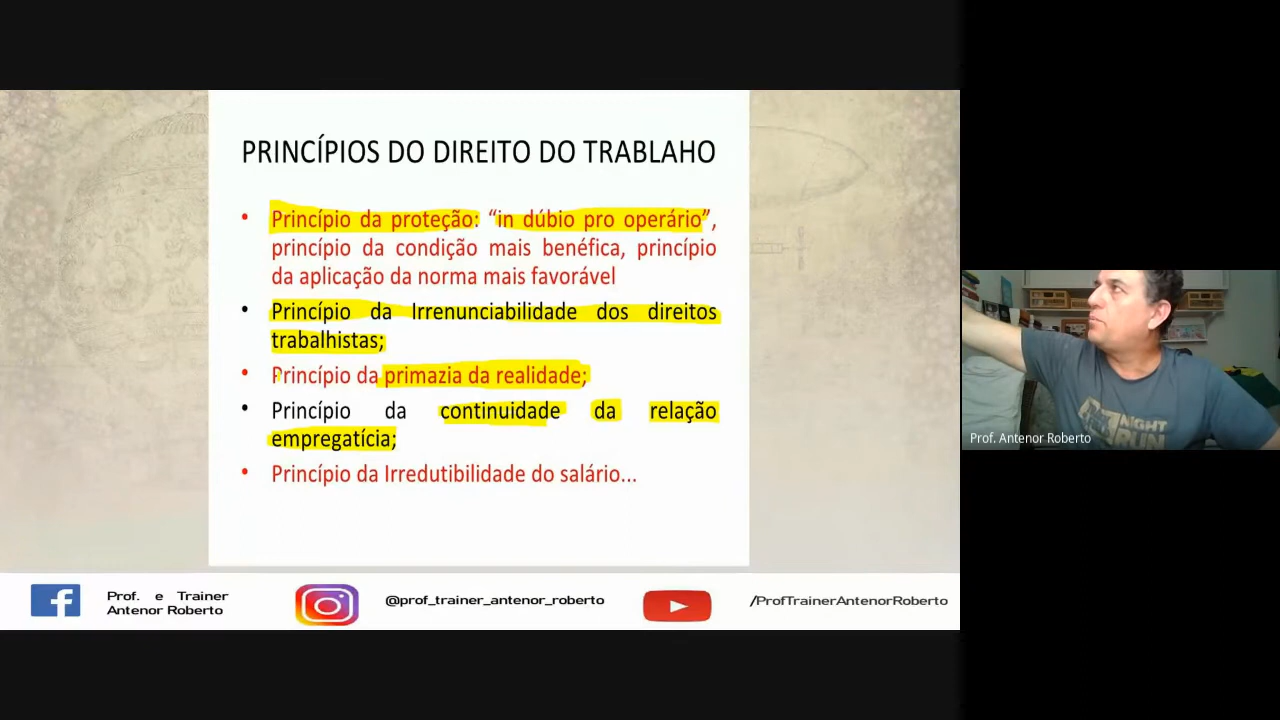 PRINCÍPIOS DO DIREITO DO TRABLAHO
• Princípio da proteção: “in dúbio pro operário”,
princípio da condição mais benéfica, princípio
da aplicação da norma mais favorável
• Princípio da Irrenunciabilidade dos direitos
trabalhistas;
• Princípio da primazia da realidade;
• Princípio da continuidade da relação
empregatícia;
• Princípio da Irredutibilidade do salário...
Prof. e Trainer
Antenor Roberto
@prof_trainer_antenor_roberto
/ProfTrainerAntenorRoberto
NIGHT
RUN
Prof. Antenor Roberto